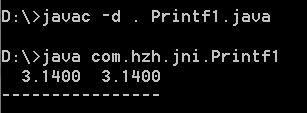 D:\>javac -d . Printf1.java
D:\>java com.hzh.jni.Printf1
  3.1400  3.1400
----------------